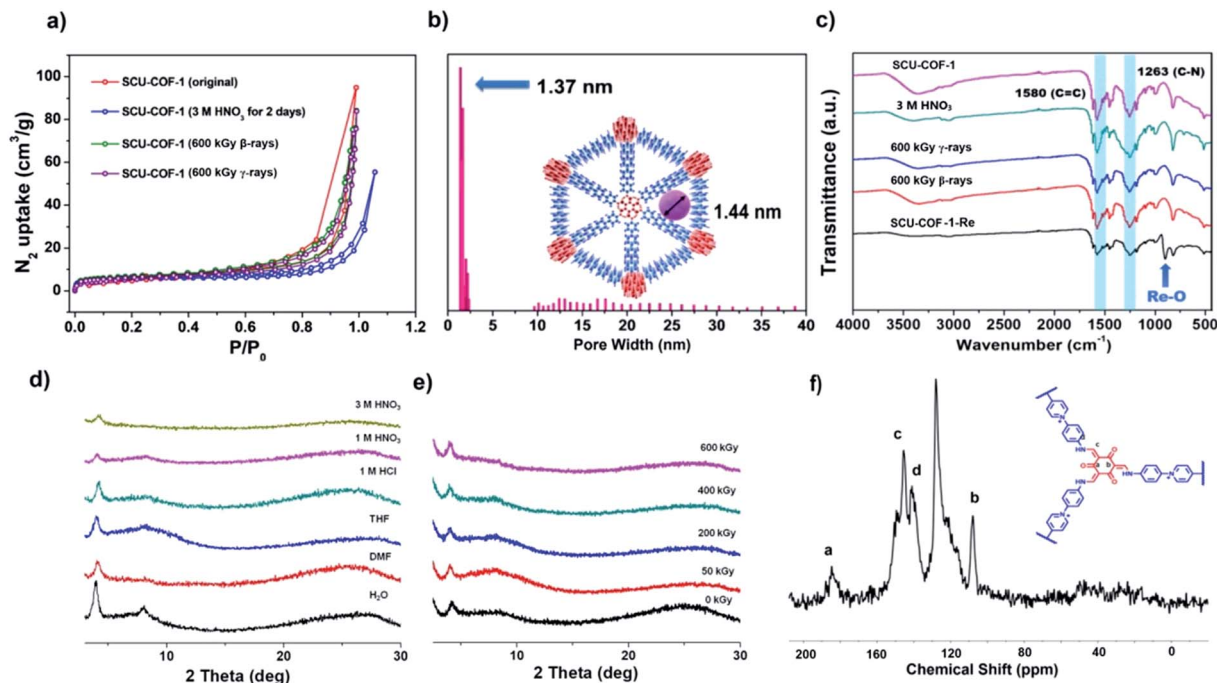 a)
N₂ uptake (cm³/g)
100
80
60
40
20
0
SCU-COF-1 (original)
SCU-COF-1 (3 M HNO₃ for 2 days)
SCU-COF-1 (600 kGy β-rays)
SCU-COF-1 (600 kGy γ-rays)
0.0 0.2 0.4 0.6 0.8 1.0 1.2
P/P₀
b)
1.37 nm
1.44 nm
0 5 10 15 20 25 30 35 40
Pore Width (nm)
c)
Transmittance (a.u.)
SCU-COF-1
1263 (C-N)
1580 (C=C)
3 M HNO₃
600 kGy γ-rays
600 kGy β-rays
SCU-COF-1-Re
Re-O
4000 3500 3000 2500 2000 1500 1000 500
Wavenumber (cm⁻¹)
d)
3 M HNO₃
1 M HNO₃
1 M HCl
THF
DMF
H₂O
10 20 30
2 Theta (deg)
e)
600 kGy
400 kGy
200 kGy
50 kGy
0 kGy
10 20 30
2 Theta (deg)
f)
a
c
d
b
HN
c
a b
NH
HN
N
N
N
O
O
O
200 160 120 80 40 0
Chemical Shift (ppm)